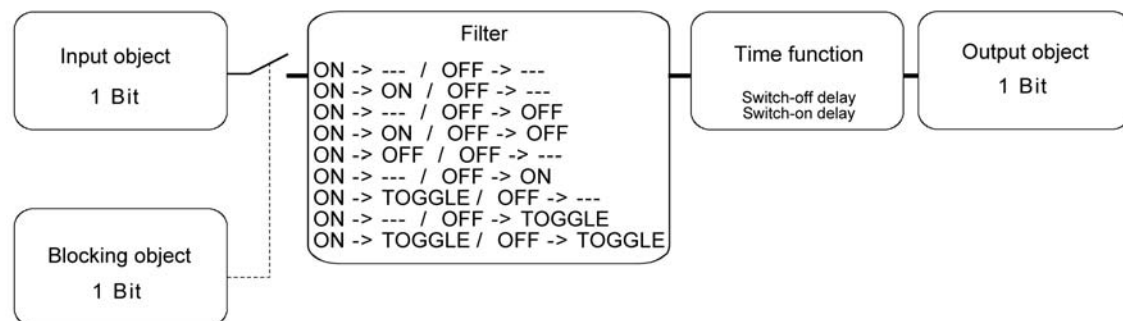 Input object
1 Bit
Blocking object
1 Bit
Filter
ON -> --- / OFF -> ---
ON -> ON / OFF -> ---
ON -> --- / OFF -> OFF
ON -> ON / OFF -> OFF
ON -> OFF / OFF -> ---
ON -> --- / OFF -> ON
ON -> TOGGLE / OFF -> ---
ON -> --- / OFF -> TOGGLE
ON -> TOGGLE / OFF -> TOGGLE
Time function
Switch-off delay
Switch-on delay
Output object
1 Bit